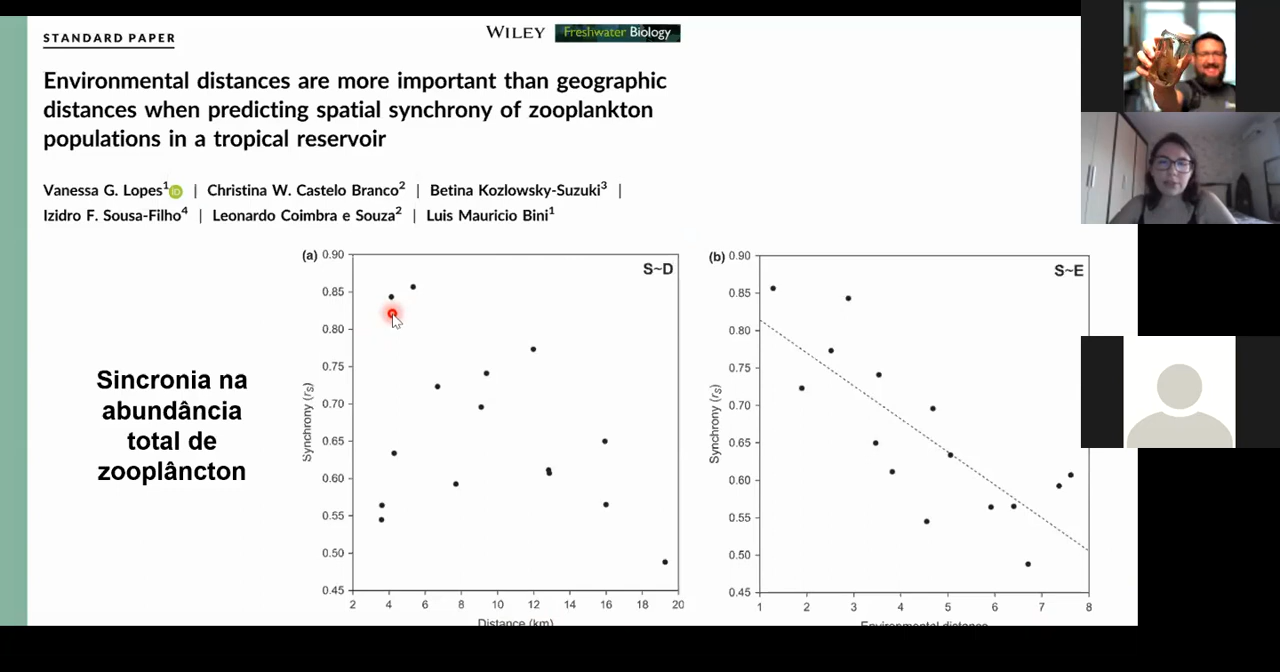 STANDARD PAPER
WILEY Freshwater Biology
Environmental distances are more important than geographic
distances when predicting spatial synchrony of zooplankton
populations in a tropical reservoir
Vanessa G. Lopes¹ iD | Christina W. Castelo Branco² | Betina Kozlowsky-Suzuki³ |
Izidro F. Sousa-Filho⁴ | Leonardo Coimbra e Souza² | Luis Mauricio Bini¹
Sincronia na
abundância
total de
zooplâncton
(a)
S~D
0.90
0.85
0.80
0.75
0.70
0.65
0.60
0.55
0.50
0.45
Synchrony (rS)
2 4 6 8 10 12 14 16 18 20
Distance (km)
(b)
S~E
0.90
0.85
0.80
0.75
0.70
0.65
0.60
0.55
0.50
0.45
Synchrony (rS)
1 2 3 4 5 6 7 8
Environmental distance